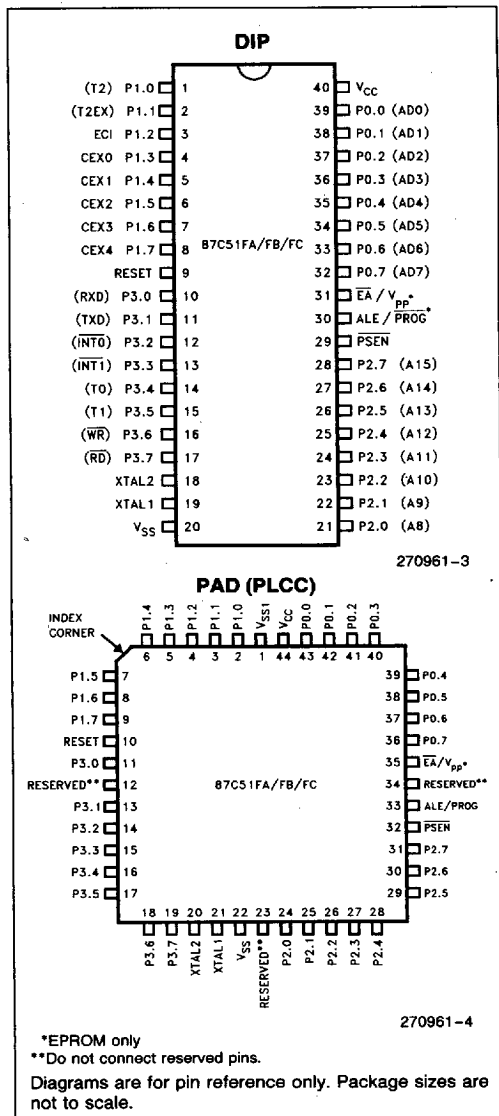 DIP
(T2) P1.0 1 40 VCC
(T2EX) P1.1 2 39 P0.0 (AD0)
ECI P1.2 3 38 P0.1 (AD1)
CEX0 P1.3 4 37 P0.2 (AD2)
CEX1 P1.4 5 36 P0.3 (AD3)
CEX2 P1.5 6 35 P0.4 (AD4)
CEX3 P1.6 7 34 P0.5 (AD5)
87C51FA/FB/FC
CEX4 P1.7 8 33 P0.6 (AD6)
RESET 9 32 P0.7 (AD7)
(RXD) P3.0 10 31 E̅A̅ / VPP*
(TXD) P3.1 11 30 ALE / P̅R̅O̅G̅*
(I̅N̅T̅0̅) P3.2 12 29 P̅S̅E̅N̅
(I̅N̅T̅1̅) P3.3 13 28 P2.7 (A15)
(T0) P3.4 14 27 P2.6 (A14)
(T1) P3.5 15 26 P2.5 (A13)
(W̅R̅) P3.6 16 25 P2.4 (A12)
(R̅D̅) P3.7 17 24 P2.3 (A11)
XTAL2 18 23 P2.2 (A10)
XTAL1 19 22 P2.1 (A9)
VSS 20 21 P2.0 (A8)
270961-3
PAD (PLCC)
INDEX
CORNER
P1.4 P1.3 P1.2 P1.1 P1.0 VSS1 VCC P0.0 P0.1 P0.2 P0.3
6 5 4 3 2 1 44 43 42 41 40
P1.5 7 39 P0.4
P1.6 8 38 P0.5
P1.7 9 37 P0.6
RESET 10 36 P0.7
P3.0 11 35 E̅A̅/VPP*
RESERVED** 12 87C51FA/FB/FC 34 RESERVED**
P3.1 13 33 ALE/PROG
P3.2 14 32 P̅S̅E̅N̅
P3.3 15 31 P2.7
P3.4 16 30 P2.6
P3.5 17 29 P2.5
18 19 20 21 22 23 24 25 26 27 28
P3.6 P3.7 XTAL2 XTAL1 VSS RESERVED** P2.0 P2.1 P2.2 P2.3 P2.4
270961-4
*EPROM only
**Do not connect reserved pins.
Diagrams are for pin reference only. Package sizes are
not to scale.